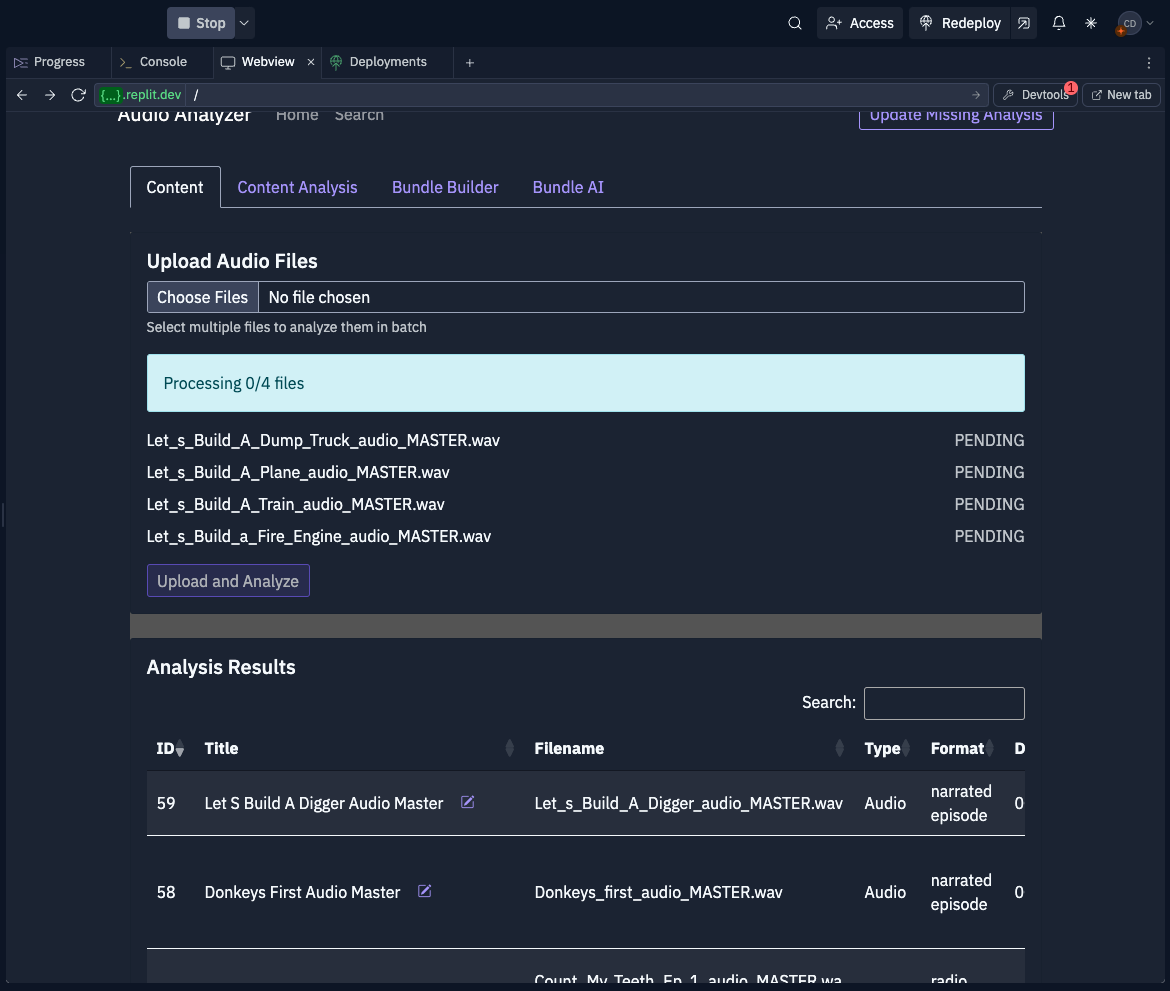 Stop
Access
Redeploy
CD
Progress
Console
Webview
Deployments
{...}.replit.dev
/
Devtools
1
New tab
Audio Analyzer
Home
Search
Update Missing Analysis
Content
Content Analysis
Bundle Builder
Bundle AI
Upload Audio Files
Choose Files
No file chosen
Select multiple files to analyze them in batch
Processing 0/4 files
Let_s_Build_A_Dump_Truck_audio_MASTER.wav PENDING
Let_s_Build_A_Plane_audio_MASTER.wav PENDING
Let_s_Build_A_Train_audio_MASTER.wav PENDING
Let_s_Build_a_Fire_Engine_audio_MASTER.wav PENDING
Upload and Analyze
Analysis Results
Search:
ID Title Filename Type Format D
59 Let S Build A Digger Audio Master Let_s_Build_A_Digger_audio_MASTER.wav Audio narrated episode 0
58 Donkeys First Audio Master Donkeys_first_audio_MASTER.wav Audio narrated episode 0
Count_My_Teeth_Ep_1_audio_MASTER.wa radio